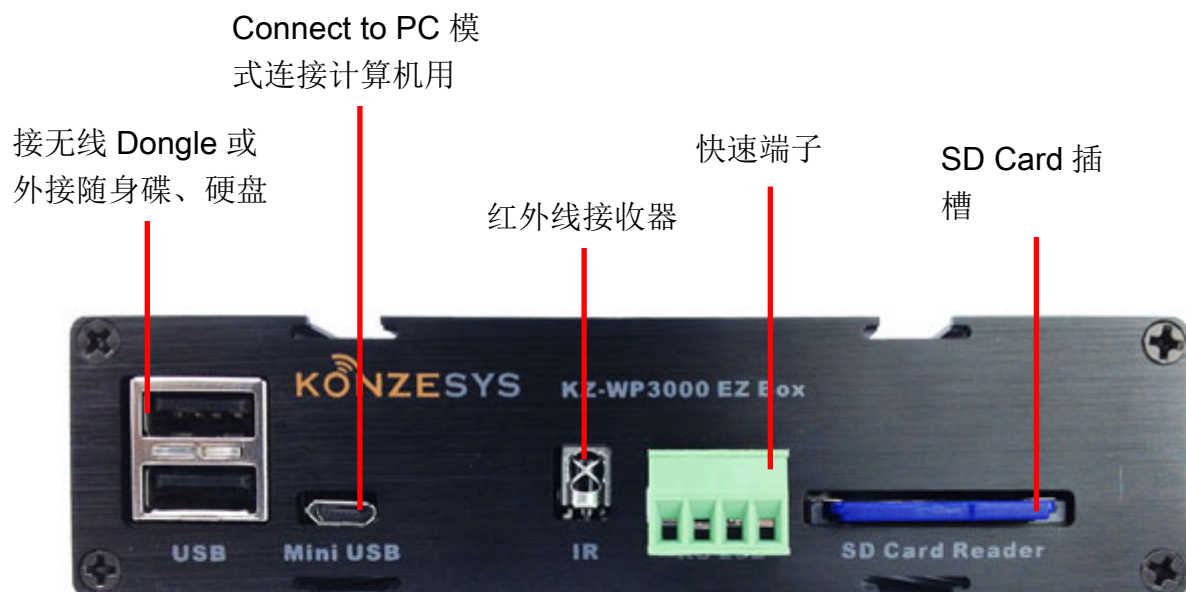 Connect to PC 模
式连接计算机用
接无线 Dongle 或
外接随身碟、硬盘
快速端子
SD Card 插
槽
红外线接收器
KONZESYS
KZ-WP3000 EZ Box
USB
Mini USB
IR
SD Card Reader